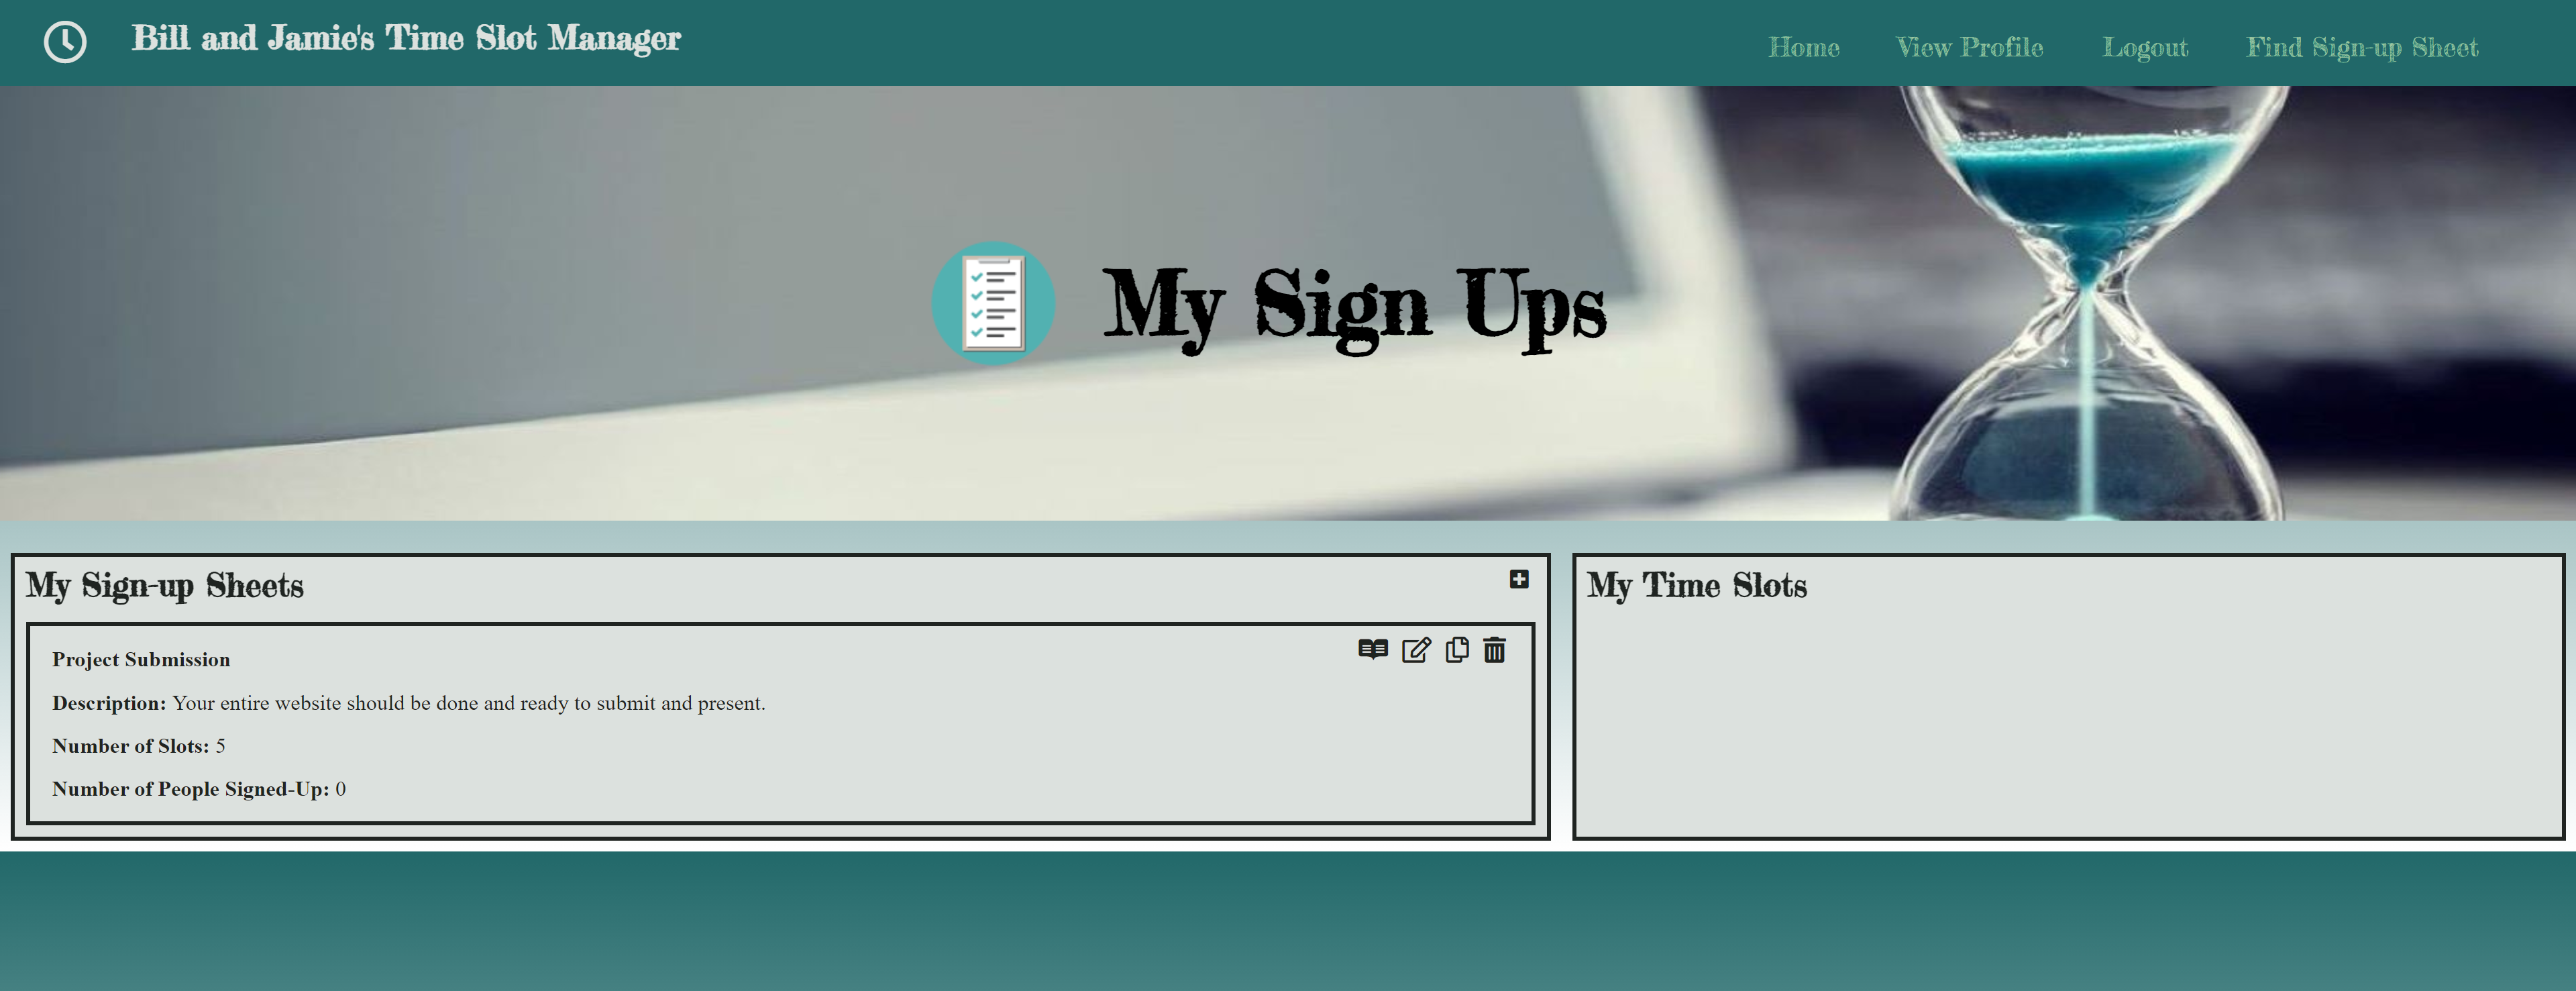 Bill and Jamie's Time Slot Manager
Home
View Profile
Logout
Find Sign-up Sheet
My Sign Ups
My Sign-up Sheets
Project Submission
Description: Your entire website should be done and ready to submit and present.
Number of Slots: 5
Number of People Signed-Up: 0
My Time Slots